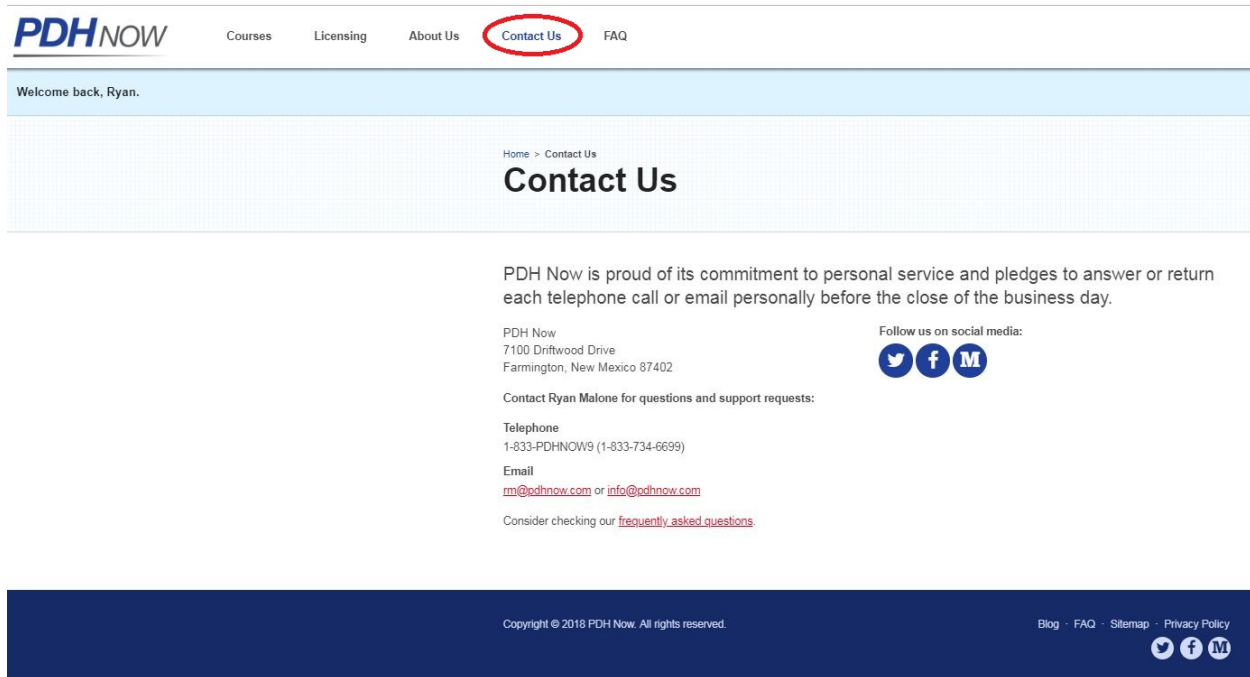 PDHNOW Courses Licensing About Us Contact Us FAQ
Welcome back, Ryan.
Home > Contact Us
Contact Us
PDH Now is proud of its commitment to personal service and pledges to answer or return
each telephone call or email personally before the close of the business day.
PDH Now
7100 Driftwood Drive
Farmington, New Mexico 87402
Contact Ryan Malone for questions and support requests:
Telephone
1-833-PDHNOW9 (1-833-734-6699)
Email
rm@pdhnow.com or info@pdhnow.com
Consider checking our frequently asked questions.
Follow us on social media:
f M
Copyright © 2018 PDH Now. All rights reserved.
Blog · FAQ · Sitemap · Privacy Policy
f M